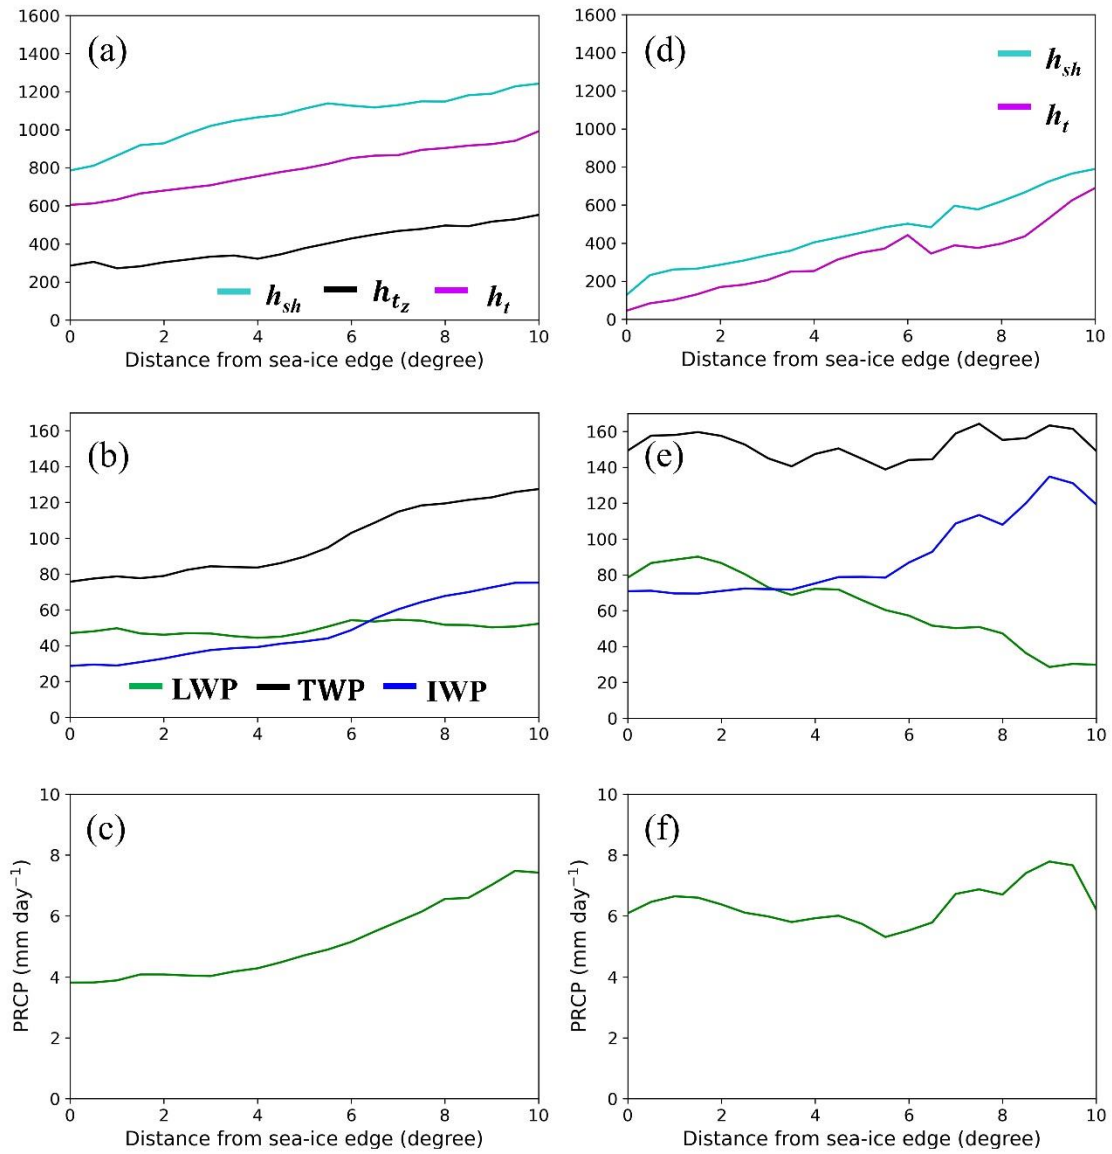 (a)
1600
1400
1200
1000
800
600
400
200
0
h_sh h_t_z h_t
0 2 4 6 8 10
Distance from sea-ice edge (degree)
(d)
1600
1400
1200
1000
800
600
400
200
0
h_sh
h_t
0 2 4 6 8 10
Distance from sea-ice edge (degree)
(b)
160
140
120
100
80
60
40
20
0
LWP TWP IWP
0 2 4 6 8 10
(e)
160
140
120
100
80
60
40
20
0
0 2 4 6 8 10
(c)
PRCP (mm day⁻¹)
10
8
6
4
2
0
0 2 4 6 8 10
Distance from sea-ice edge (degree)
(f)
PRCP (mm day⁻¹)
10
8
6
4
2
0
0 2 4 6 8 10
Distance from sea-ice edge (degree)